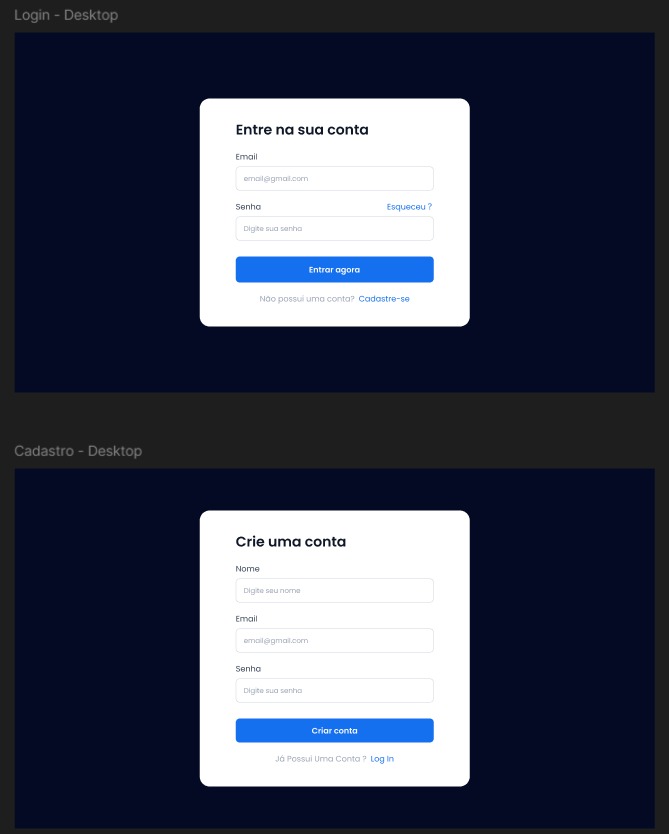 Login - Desktop
Entre na sua conta
Email
email@gmail.com
Senha Esqueceu ?
Digite sua senha
Entrar agora
Não possui uma conta? Cadastre-se
Cadastro - Desktop
Crie uma conta
Nome
Digite seu nome
Email
email@gmail.com
Senha
Digite sua senha
Criar conta
Já Possui Uma Conta ? Log In